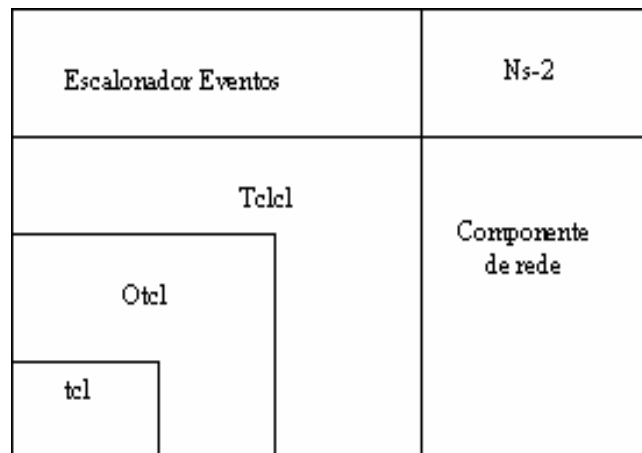 Escalonador Eventos
Ns-2
Tclcl
Componente
de rede
Otcl
tcl